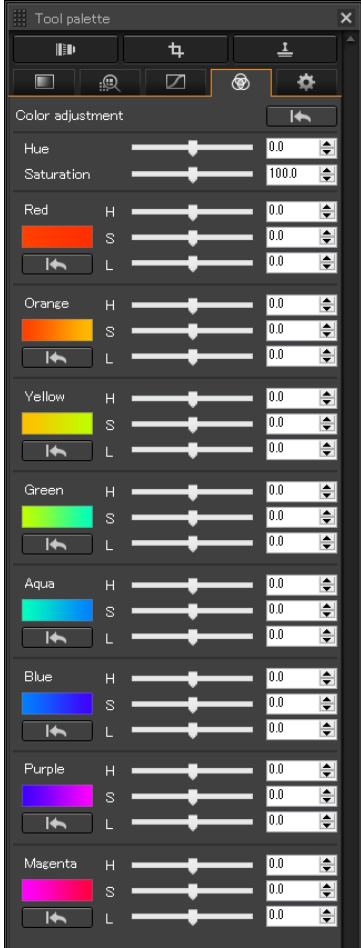 Tool palette
Color adjustment
Hue 0.0
Saturation 100.0
Red H 0.0
S 0.0
L 0.0
Orange H 0.0
S 0.0
L 0.0
Yellow H 0.0
S 0.0
L 0.0
Green H 0.0
S 0.0
L 0.0
Aqua H 0.0
S 0.0
L 0.0
Blue H 0.0
S 0.0
L 0.0
Purple H 0.0
S 0.0
L 0.0
Magenta H 0.0
S 0.0
L 0.0